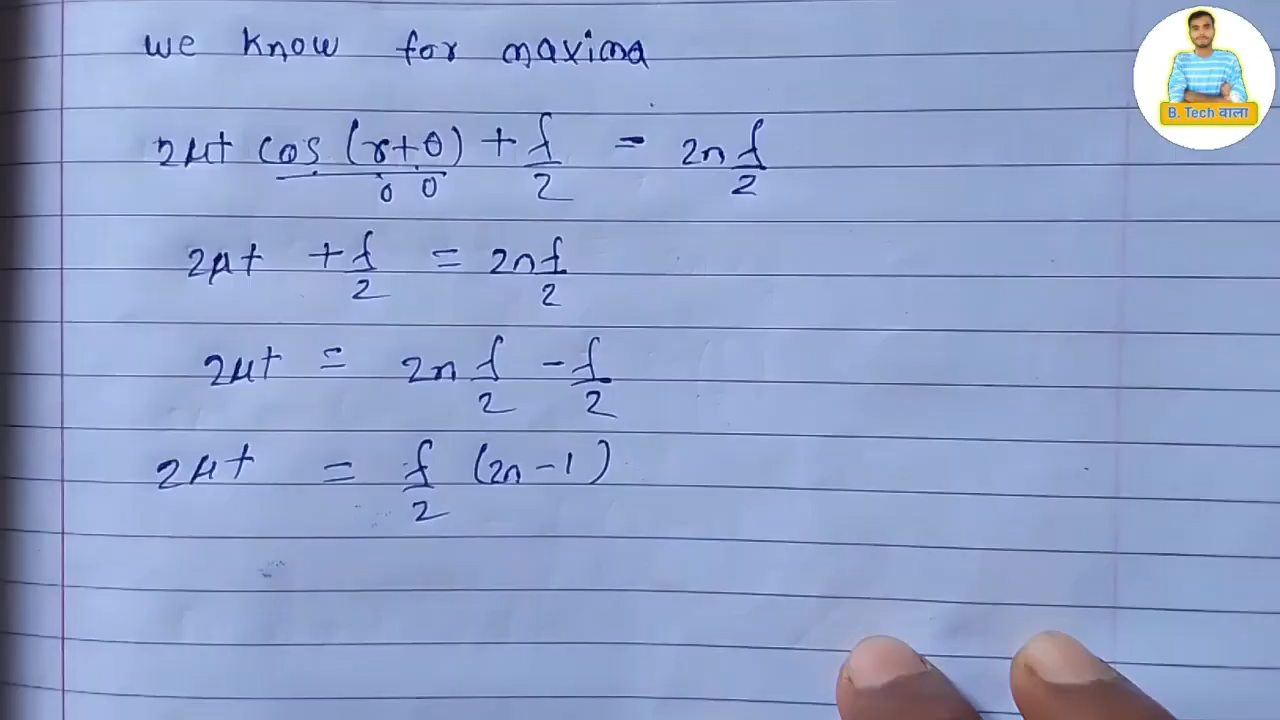 we know for maxima
2μt cos (r+θ) + λ/2 = 2n λ/2
0 0
2μt + λ/2 = 2n λ/2
2μt = 2n λ/2 - λ/2
2μt = λ/2 (2n-1)
B. Tech वाला